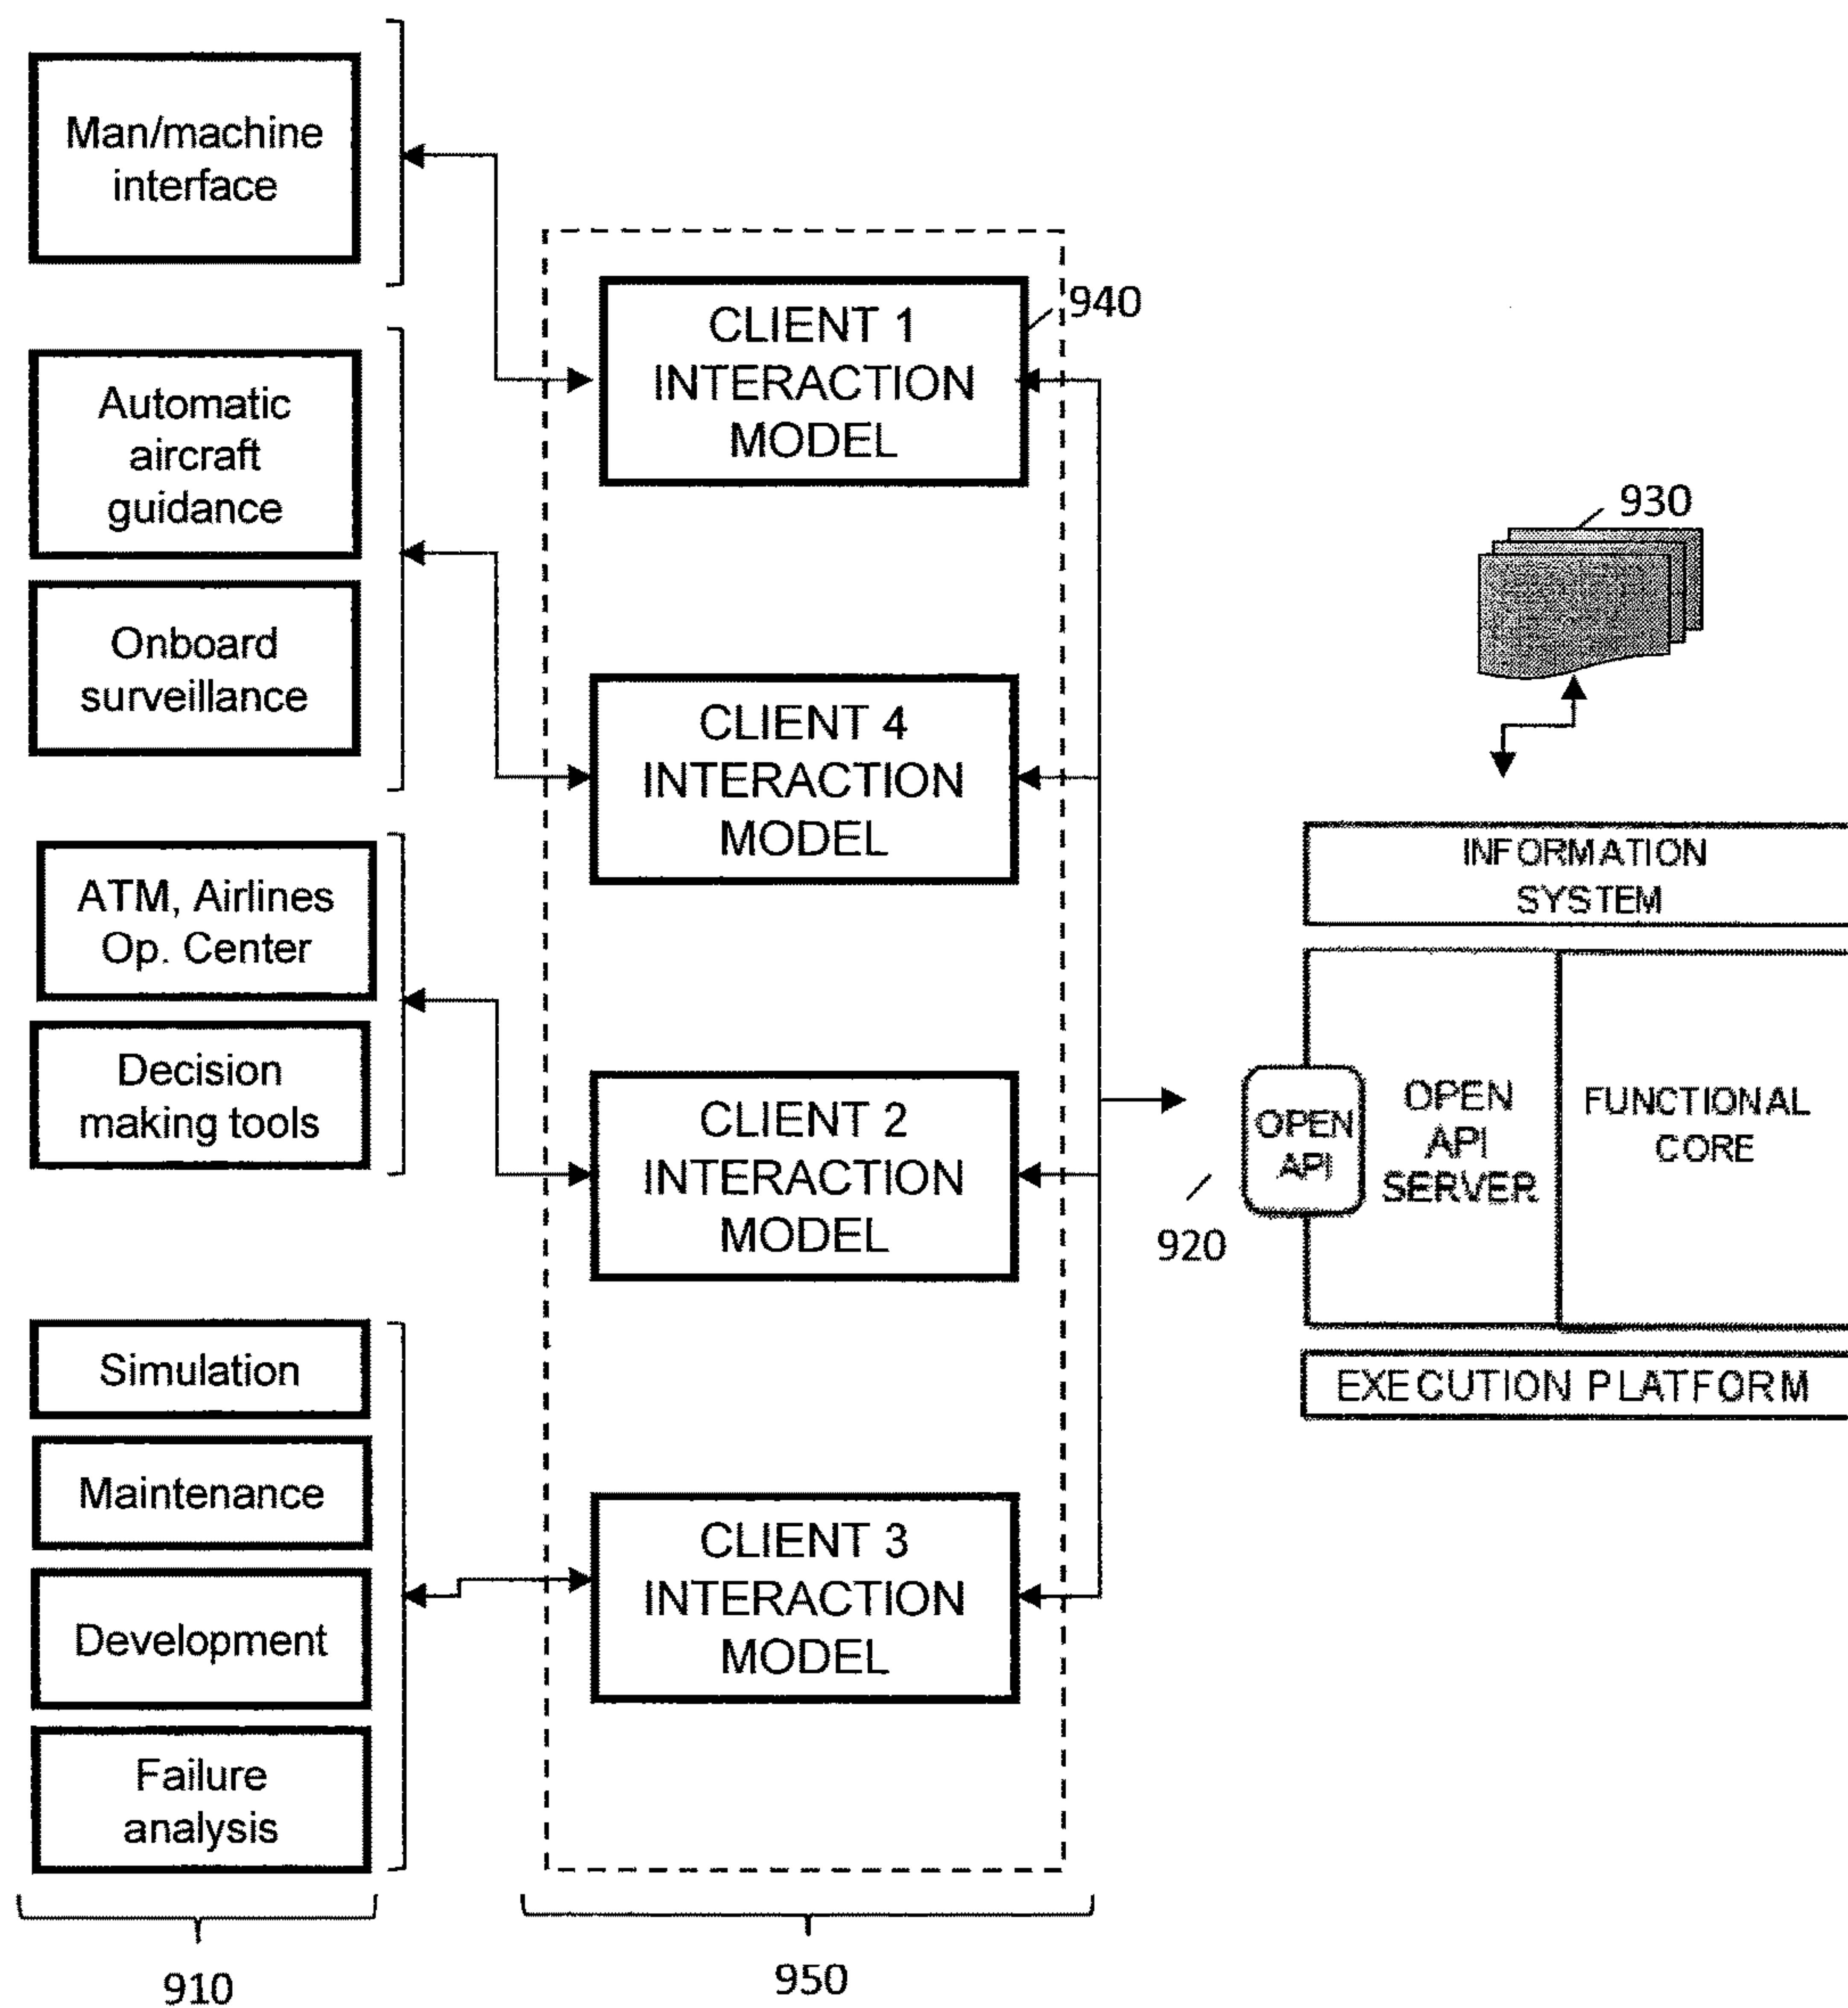 Man/machine
interface
Automatic
aircraft
guidance
Onboard
surveillance
ATM, Airlines
Op. Center
Decision
making tools
Simulation
Maintenance
Development
Failure
analysis
910
CLIENT 1
INTERACTION
MODEL
940
CLIENT 4
INTERACTION
MODEL
CLIENT 2
INTERACTION
MODEL
CLIENT 3
INTERACTION
MODEL
950
930
INFORMATION
SYSTEM
OPEN
API
920
OPEN
API
SERVER
FUNCTIONAL
CORE
EXECUTION PLATFORM